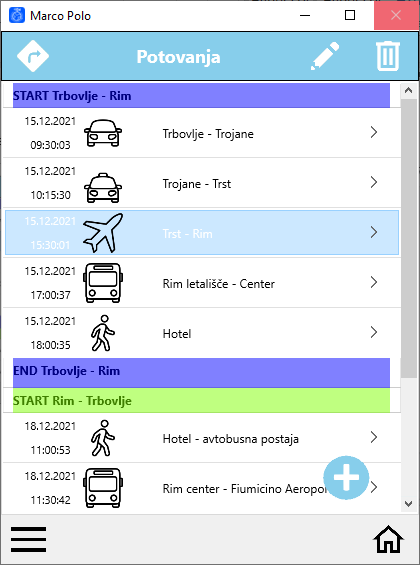 Marco Polo
Potovanja
START Trbovlje - Rim
15.12.2021
09:30:03
Trbovlje - Trojane
15.12.2021
10:15:30
Trojane - Trst
15.12.2021
15:30:01
Trst - Rim
15.12.2021
17:00:37
Rim letališče - Center
15.12.2021
18:00:35
Hotel
END Trbovlje - Rim
START Rim - Trbovlje
18.12.2021
11:00:53
Hotel - avtobusna postaja
18.12.2021
11:30:42
Rim center - Fiumicino Aeropo